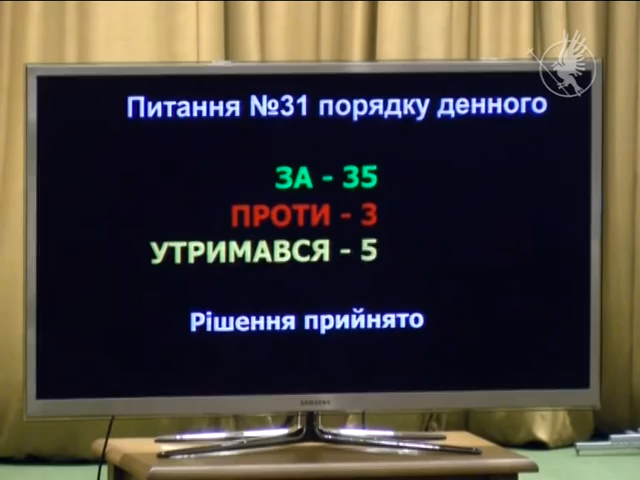 Питання №31 порядку денного
ЗА - 35
ПРОТИ - 3
УТРИМАВСЯ - 5
Рішення прийнято
SAMSUNG